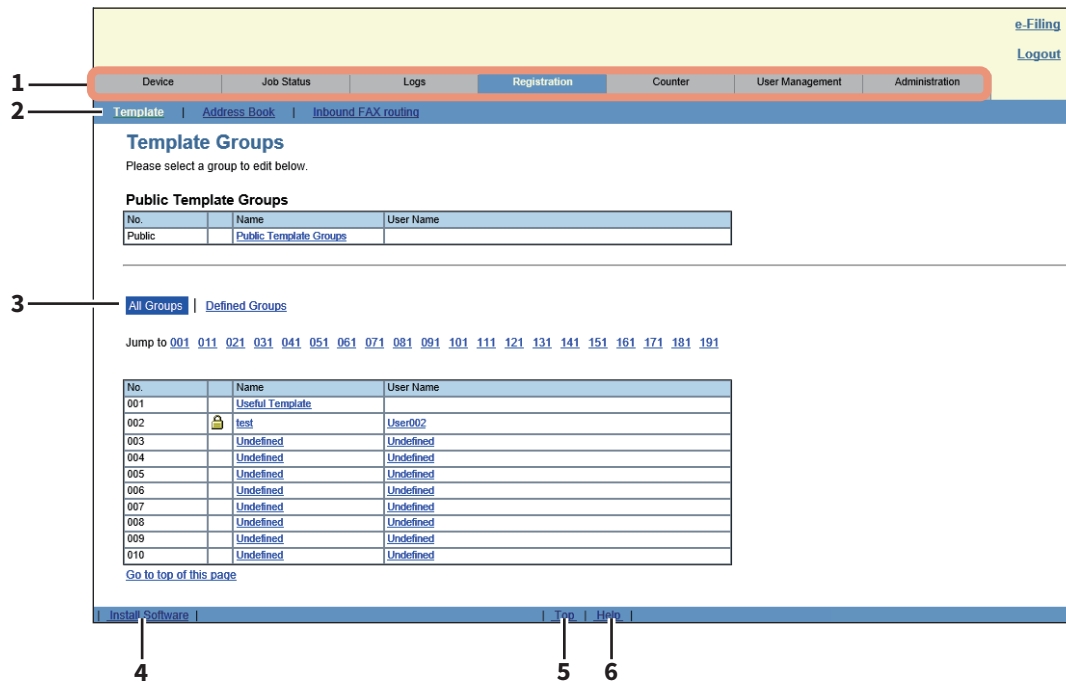 e-Filing
Logout
1
Device Job Status Logs Registration Counter User Management Administration
2
Template | Address Book | Inbound FAX routing
Template Groups
Please select a group to edit below.
Public Template Groups
No. Name User Name
Public Public Template Groups
3
All Groups | Defined Groups
Jump to 001 011 021 031 041 051 061 071 081 091 101 111 121 131 141 151 161 171 181 191
No. Name User Name
001 Useful Template
002 test User002
003 Undefined Undefined
004 Undefined Undefined
005 Undefined Undefined
006 Undefined Undefined
007 Undefined Undefined
008 Undefined Undefined
009 Undefined Undefined
010 Undefined Undefined
Go to top of this page
| Install Software | | Top | Help |
4 5 6